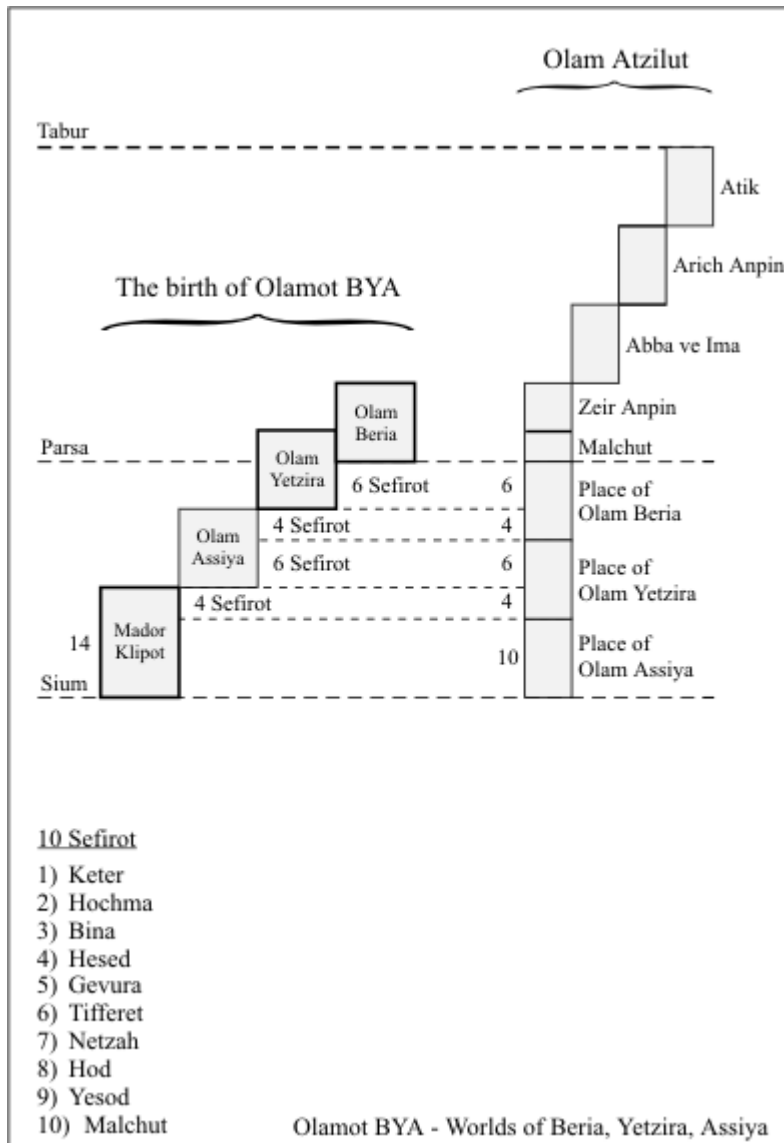 Olam Atzilut
Tabur
Atik
Arich Anpin
The birth of Olamot BYA
Abba ve Ima
Olam
Beria
Zeir Anpin
Parsa
Olam
Yetzira
Malchut
6 Sefirot
6
Place of
Olam Beria
Olam
Assiya
4 Sefirot
4
6 Sefirot
6
Place of
Olam Yetzira
4 Sefirot
4
14
Mador
Klipot
10
Place of
Olam Assiya
Sium
10 Sefirot
1) Keter
2) Hochma
3) Bina
4) Hesed
5) Gevura
6) Tifferet
7) Netzah
8) Hod
9) Yesod
10) Malchut
Olamot BYA - Worlds of Beria, Yetzira, Assiya